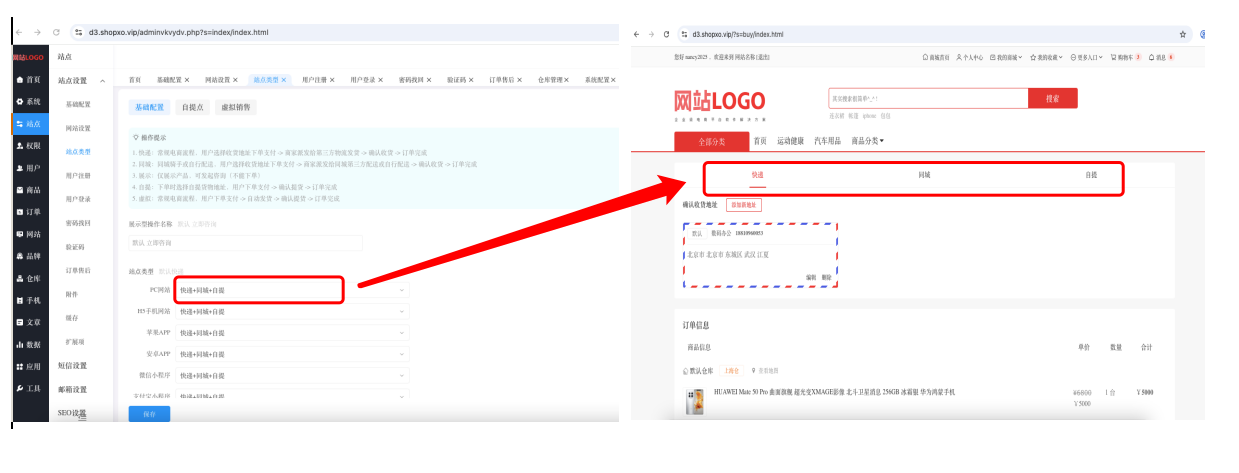 d3.shopxo.vip/adminvkvydv.php?s=index/index.html
网站LOGO
首页
系统
站点
权限
用户
商品
订单
网站
品牌
仓库
手机
文章
数据
应用
工具
站点
站点设置
基础配置
网站设置
站点类型
用户注册
用户登录
密码找回
验证码
订单售后
附件
缓存
扩展项
短信设置
邮箱设置
SEO设置
首页 基础配置 × 网站设置 × 站点类型 × 用户注册 × 用户登录 × 密码找回 × 验证码 × 订单售后 × 仓库管理 × 系统配置 ×
基础配置 自提点 虚拟销售
操作提示
1. 快递: 常规电商流程, 用户选择收货地址下单支付 -> 商家派发给第三方物流发货 -> 确认收货 -> 订单完成
2. 同城: 同城骑手或自行配送, 用户选择收货地址下单支付 -> 商家派发给同城第三方配送或自行配送 -> 确认收货 -> 订单完成
3. 展示: 仅展示产品, 可发起咨询 (不能下单)
4. 自提: 下单时选择自提货物地址, 用户下单支付 -> 确认提货 -> 订单完成
5. 虚拟: 常规电商流程, 用户下单支付 -> 自动发货 -> 确认提货 -> 订单完成
展示型操作名称 默认 立即咨询
默认 立即咨询
站点类型 默认快递
PC网站 快递+同城+自提
H5手机网站 快递+同城+自提
苹果APP 快递+同城+自提
安卓APP 快递+同城+自提
微信小程序 快递+同城+自提
支付宝小程序 快递+同城+自提
保存
d3.shopxo.vip/?s=buy/index.html
您好 nancy2025 , 欢迎来到 网站名称 [退出]
商城首页 个人中心 我的商城 我的收藏 更多入口 购物车 消息
网站LOGO
其实搜索很简单^_^!
搜索
连衣裙 帐篷 iphone 包包
全部分类 首页 运动健康 汽车用品 商品分类
快递 同城 自提
确认收货地址 添加新地址
默认 数码办公
北京市 北京市 东城区 武汉 江夏
编辑 删除
订单信息
商品信息 单价 数量 合计
默认仓库
查看地图
HUAWEI Mate 50 Pro 曲面旗舰 超光变XMAGE影像 北斗卫星消息 256GB 冰霜银 华为鸿蒙手机 ¥6800 1 台 ¥ 5000
¥ 5000